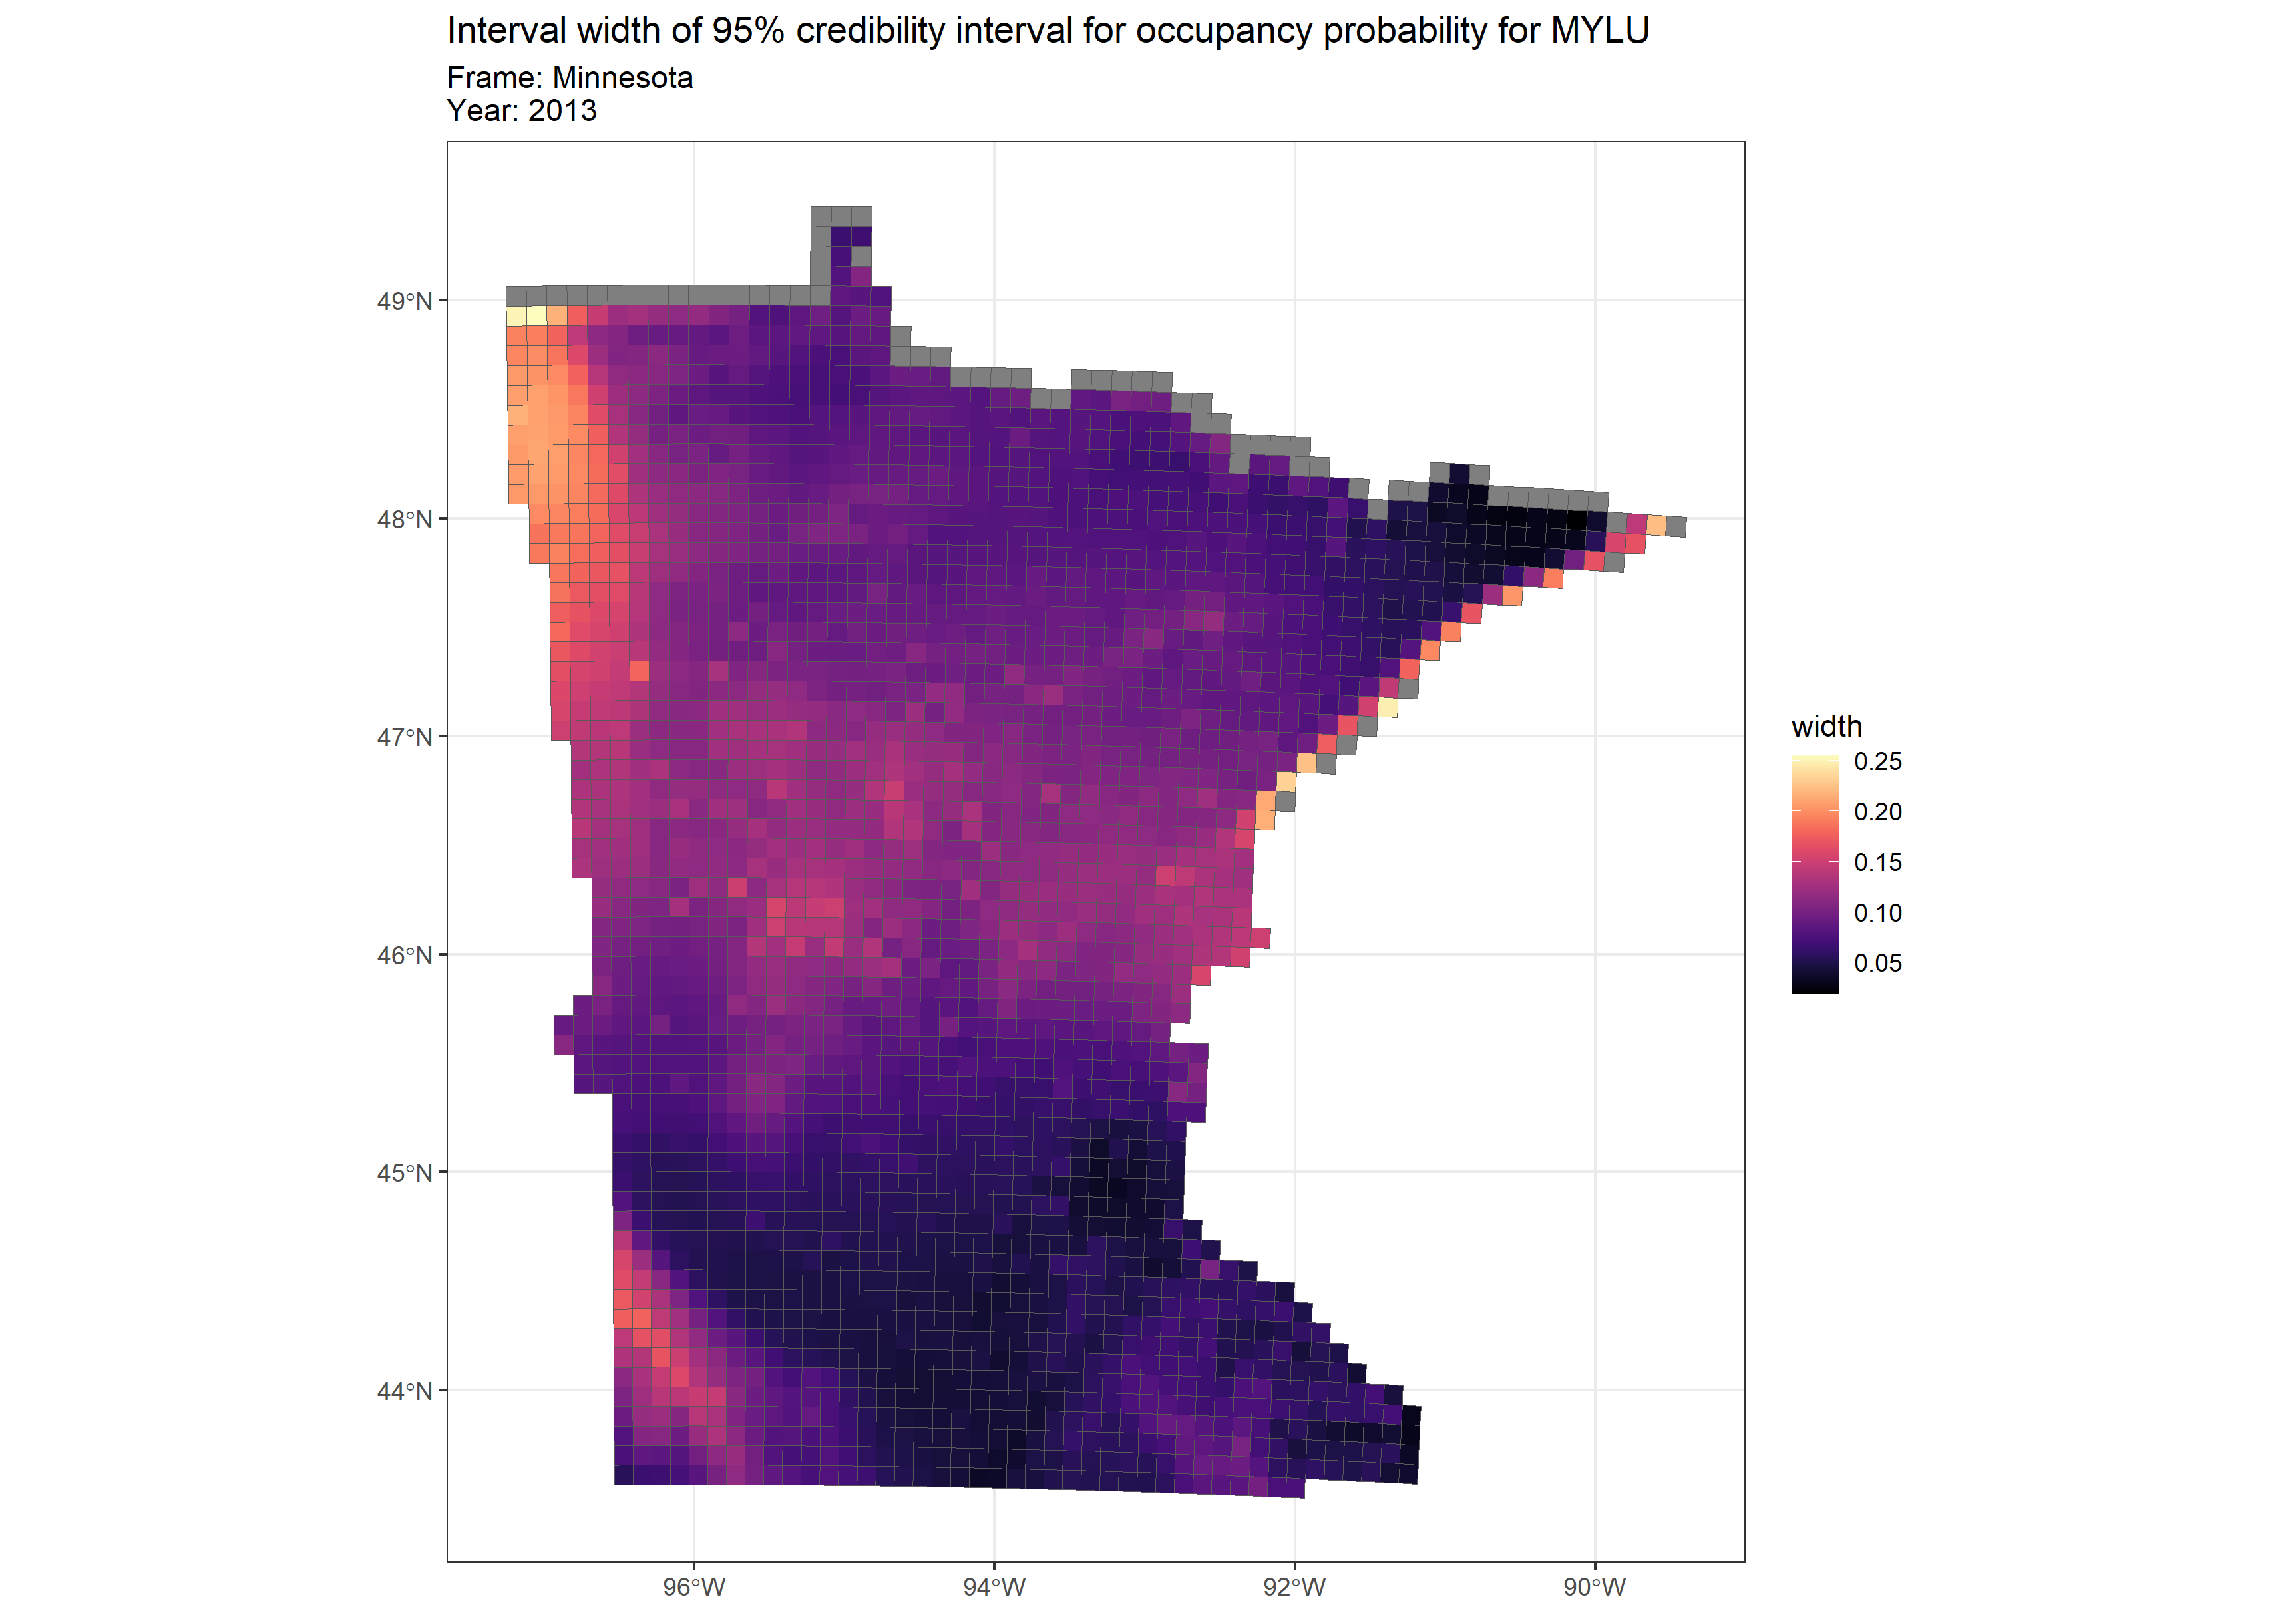 Interval width of 95% credibility interval for occupancy probability for MYLU
Frame: Minnesota
Year: 2013
49°N
48°N
47°N
46°N
45°N
44°N
96°W
94°W
92°W
90°W
width
0.25
0.20
0.15
0.10
0.05